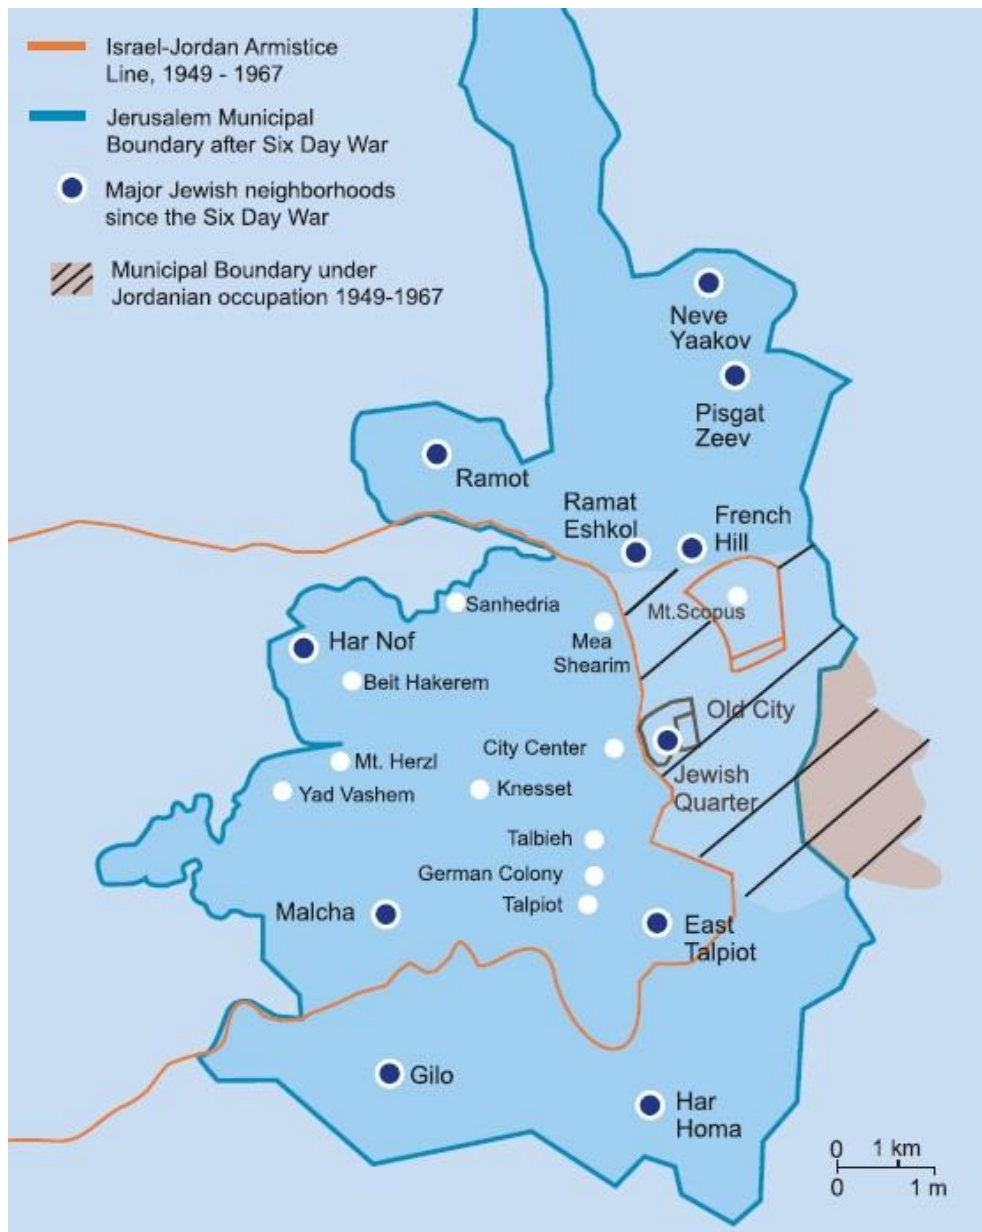 Israel-Jordan Armistice
Line, 1949 - 1967
Jerusalem Municipal
Boundary after Six Day War
Major Jewish neighborhoods
since the Six Day War
Municipal Boundary under
Jordanian occupation 1949-1967
Neve
Yaakov
Pisgat
Zeev
Ramot
Ramat
Eshkol
French
Hill
Sanhedria
Mt.Scopus
Mea
Shearim
Har Nof
Beit Hakerem
Old City
City Center
Mt. Herzl
Jewish
Quarter
Yad Vashem
Knesset
Talbieh
German Colony
Talpiot
Malcha
East
Talpiot
Gilo
Har
Homa
0 1 km
0 1 m